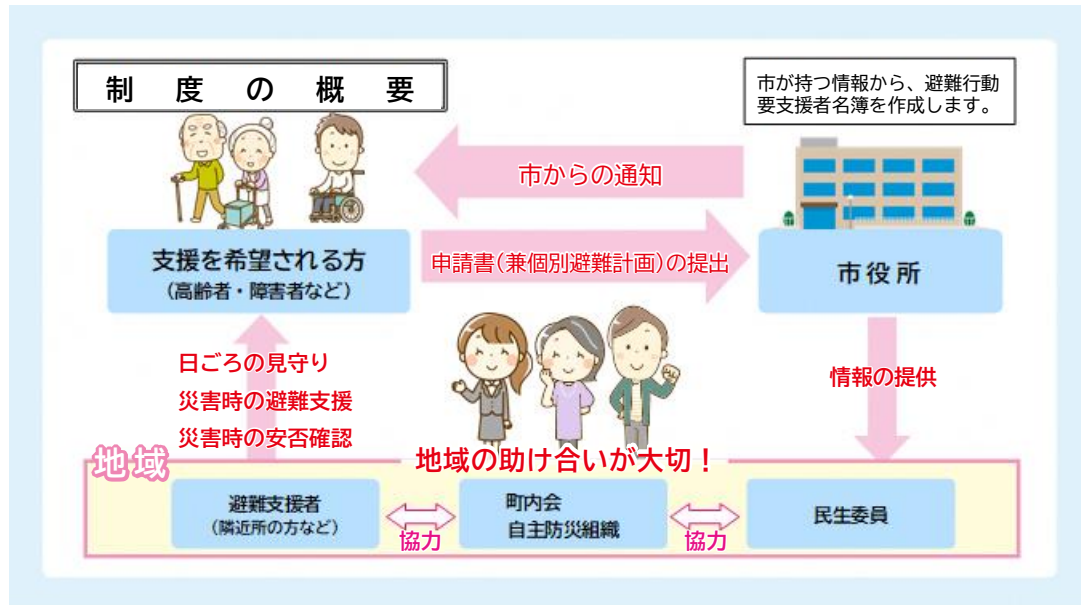 制度の概要
市が持つ情報から、避難行動
要支援者名簿を作成します。
市からの通知
支援を希望される方
（高齢者・障害者など）
申請書（兼個別避難計画）の提出
市役所
日ごろの見守り
災害時の避難支援
災害時の安否確認
情報の提供
地域
地域の助け合いが大切！
避難支援者
（隣近所の方など）
協力
町内会
自主防災組織
協力
民生委員